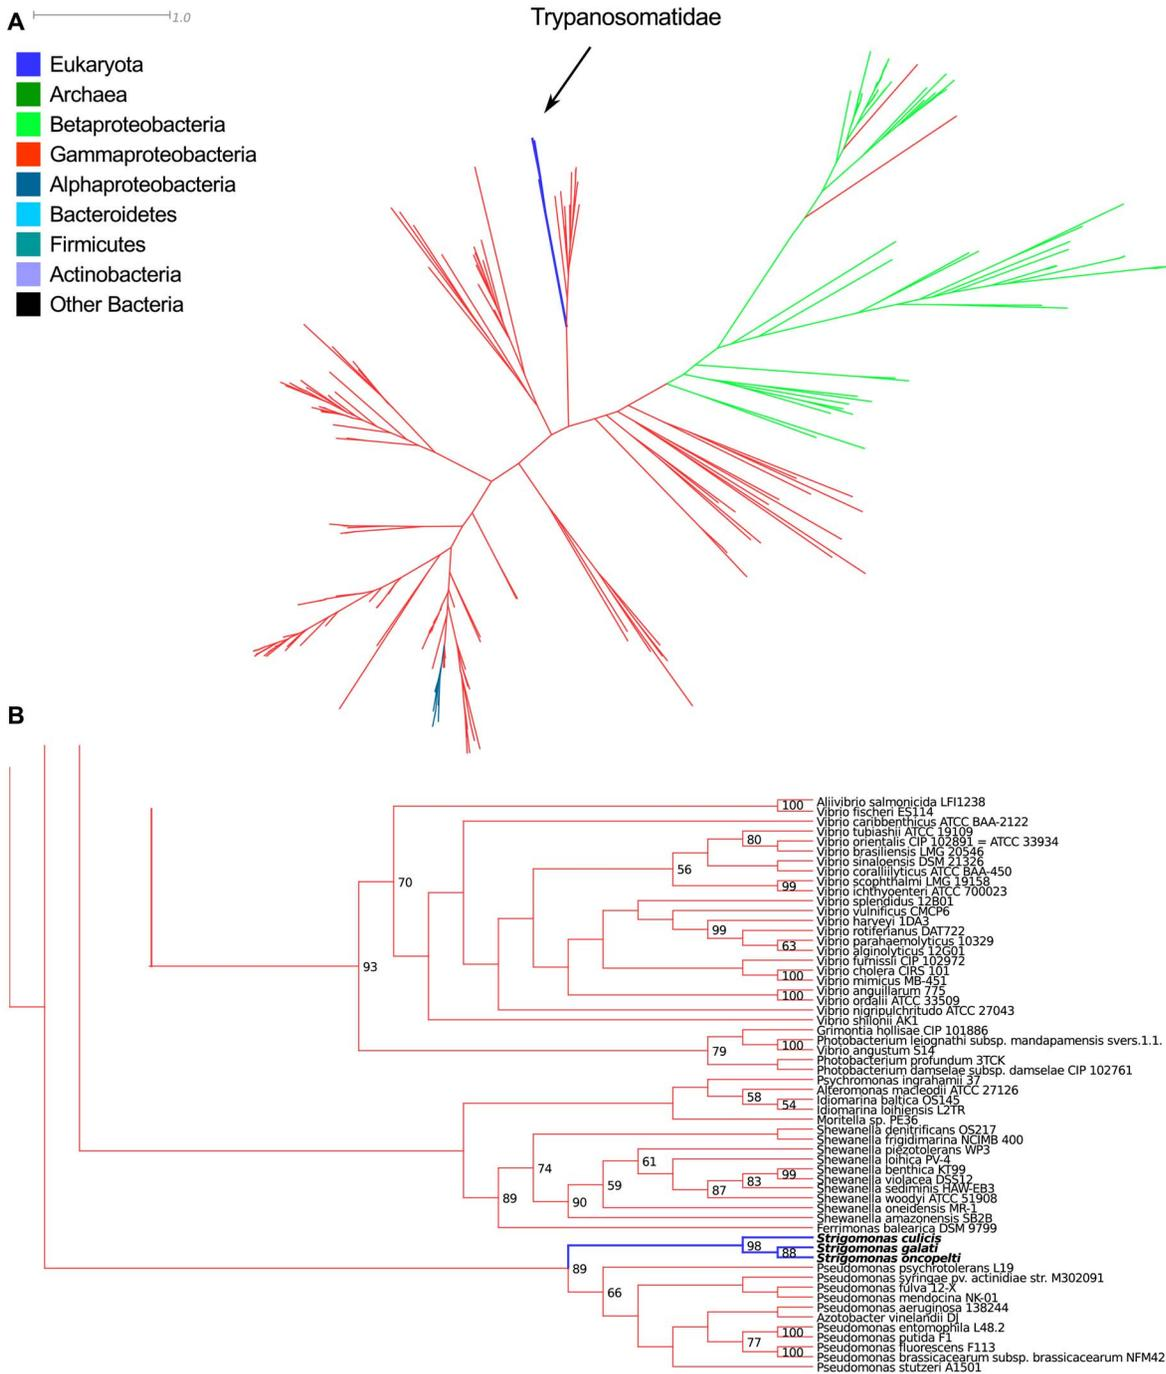 A
1.0
Trypanosomatidae
Eukaryota
Archaea
Betaproteobacteria
Gammaproteobacteria
Alphaproteobacteria
Bacteroidetes
Firmicutes
Actinobacteria
Other Bacteria
B
100
Aliivibrio salmonicida LFI1238
Vibrio fischeri ES114
Vibrio caribbenthicus ATCC BAA-2122
Vibrio tubiashii ATCC 19109
80
Vibrio orientalis CIP 102891 = ATCC 33934
Vibrio brasiliensis LMG 20546
Vibrio sinaloensis DSM 21326
56
Vibrio coralliilyticus ATCC BAA-450
Vibrio scophthalmi LMG 19158
70
99
Vibrio ichthyoenteri ATCC 700023
Vibrio splendidus 12B01
Vibrio vulnificus CMCP6
Vibrio harveyi 1DA3
99
Vibrio rotiferianus DAT722
Vibrio parahaemolyticus 10329
63
Vibrio alginolyticus 12G01
Vibrio furnissii CIP 102972
93
Vibrio cholera CIRS 101
100
Vibrio mimicus MB-451
Vibrio anguillarum 775
100
Vibrio ordalii ATCC 33509
Vibrio nigripulchritudo ATCC 27043
Vibrio shilonii AK1
Grimontia hollisae CIP 101886
Photobacterium leiognathi subsp. mandapamensis svers.1.1.
100
79
Vibrio angustum S14
Photobacterium profundum 3TCK
Photobacterium damselae subsp. damselae CIP 102761
Psychromonas ingrahamii 37
Alteromonas macleodii ATCC 27126
58
Idiomarina baltica OS145
54
Idiomarina loihiensis L2TR
Moritella sp. PE36
Shewanella denitrificans OS217
Shewanella frigidimarina NCIMB 400
Shewanella piezotolerans WP3
61
Shewanella loihica PV-4
74
Shewanella benthica KT99
99
Shewanella violacea DSS12
83
59
Shewanella sediminis HAW-EB3
87
Shewanella woodyi ATCC 51908
89
90
Shewanella oneidensis MR-1
Shewanella amazonensis SB2B
Ferrimonas balearica DSM 9799
Strigomonas culicis
98
Strigomonas galati
88
Strigomonas oncopelti
89
Pseudomonas psychrotolerans L19
Pseudomonas syringae pv. actinidiae str. M302091
Pseudomonas fulva 12-X
66
Pseudomonas mendocina NK-01
Pseudomonas aeruginosa 138244
Azotobacter vinelandii DJ
Pseudomonas entomophila L48.2
100
Pseudomonas putida F1
77
Pseudomonas fluorescens F113
100
Pseudomonas brassicacearum subsp. brassicacearum NFM42
Pseudomonas stutzeri A1501